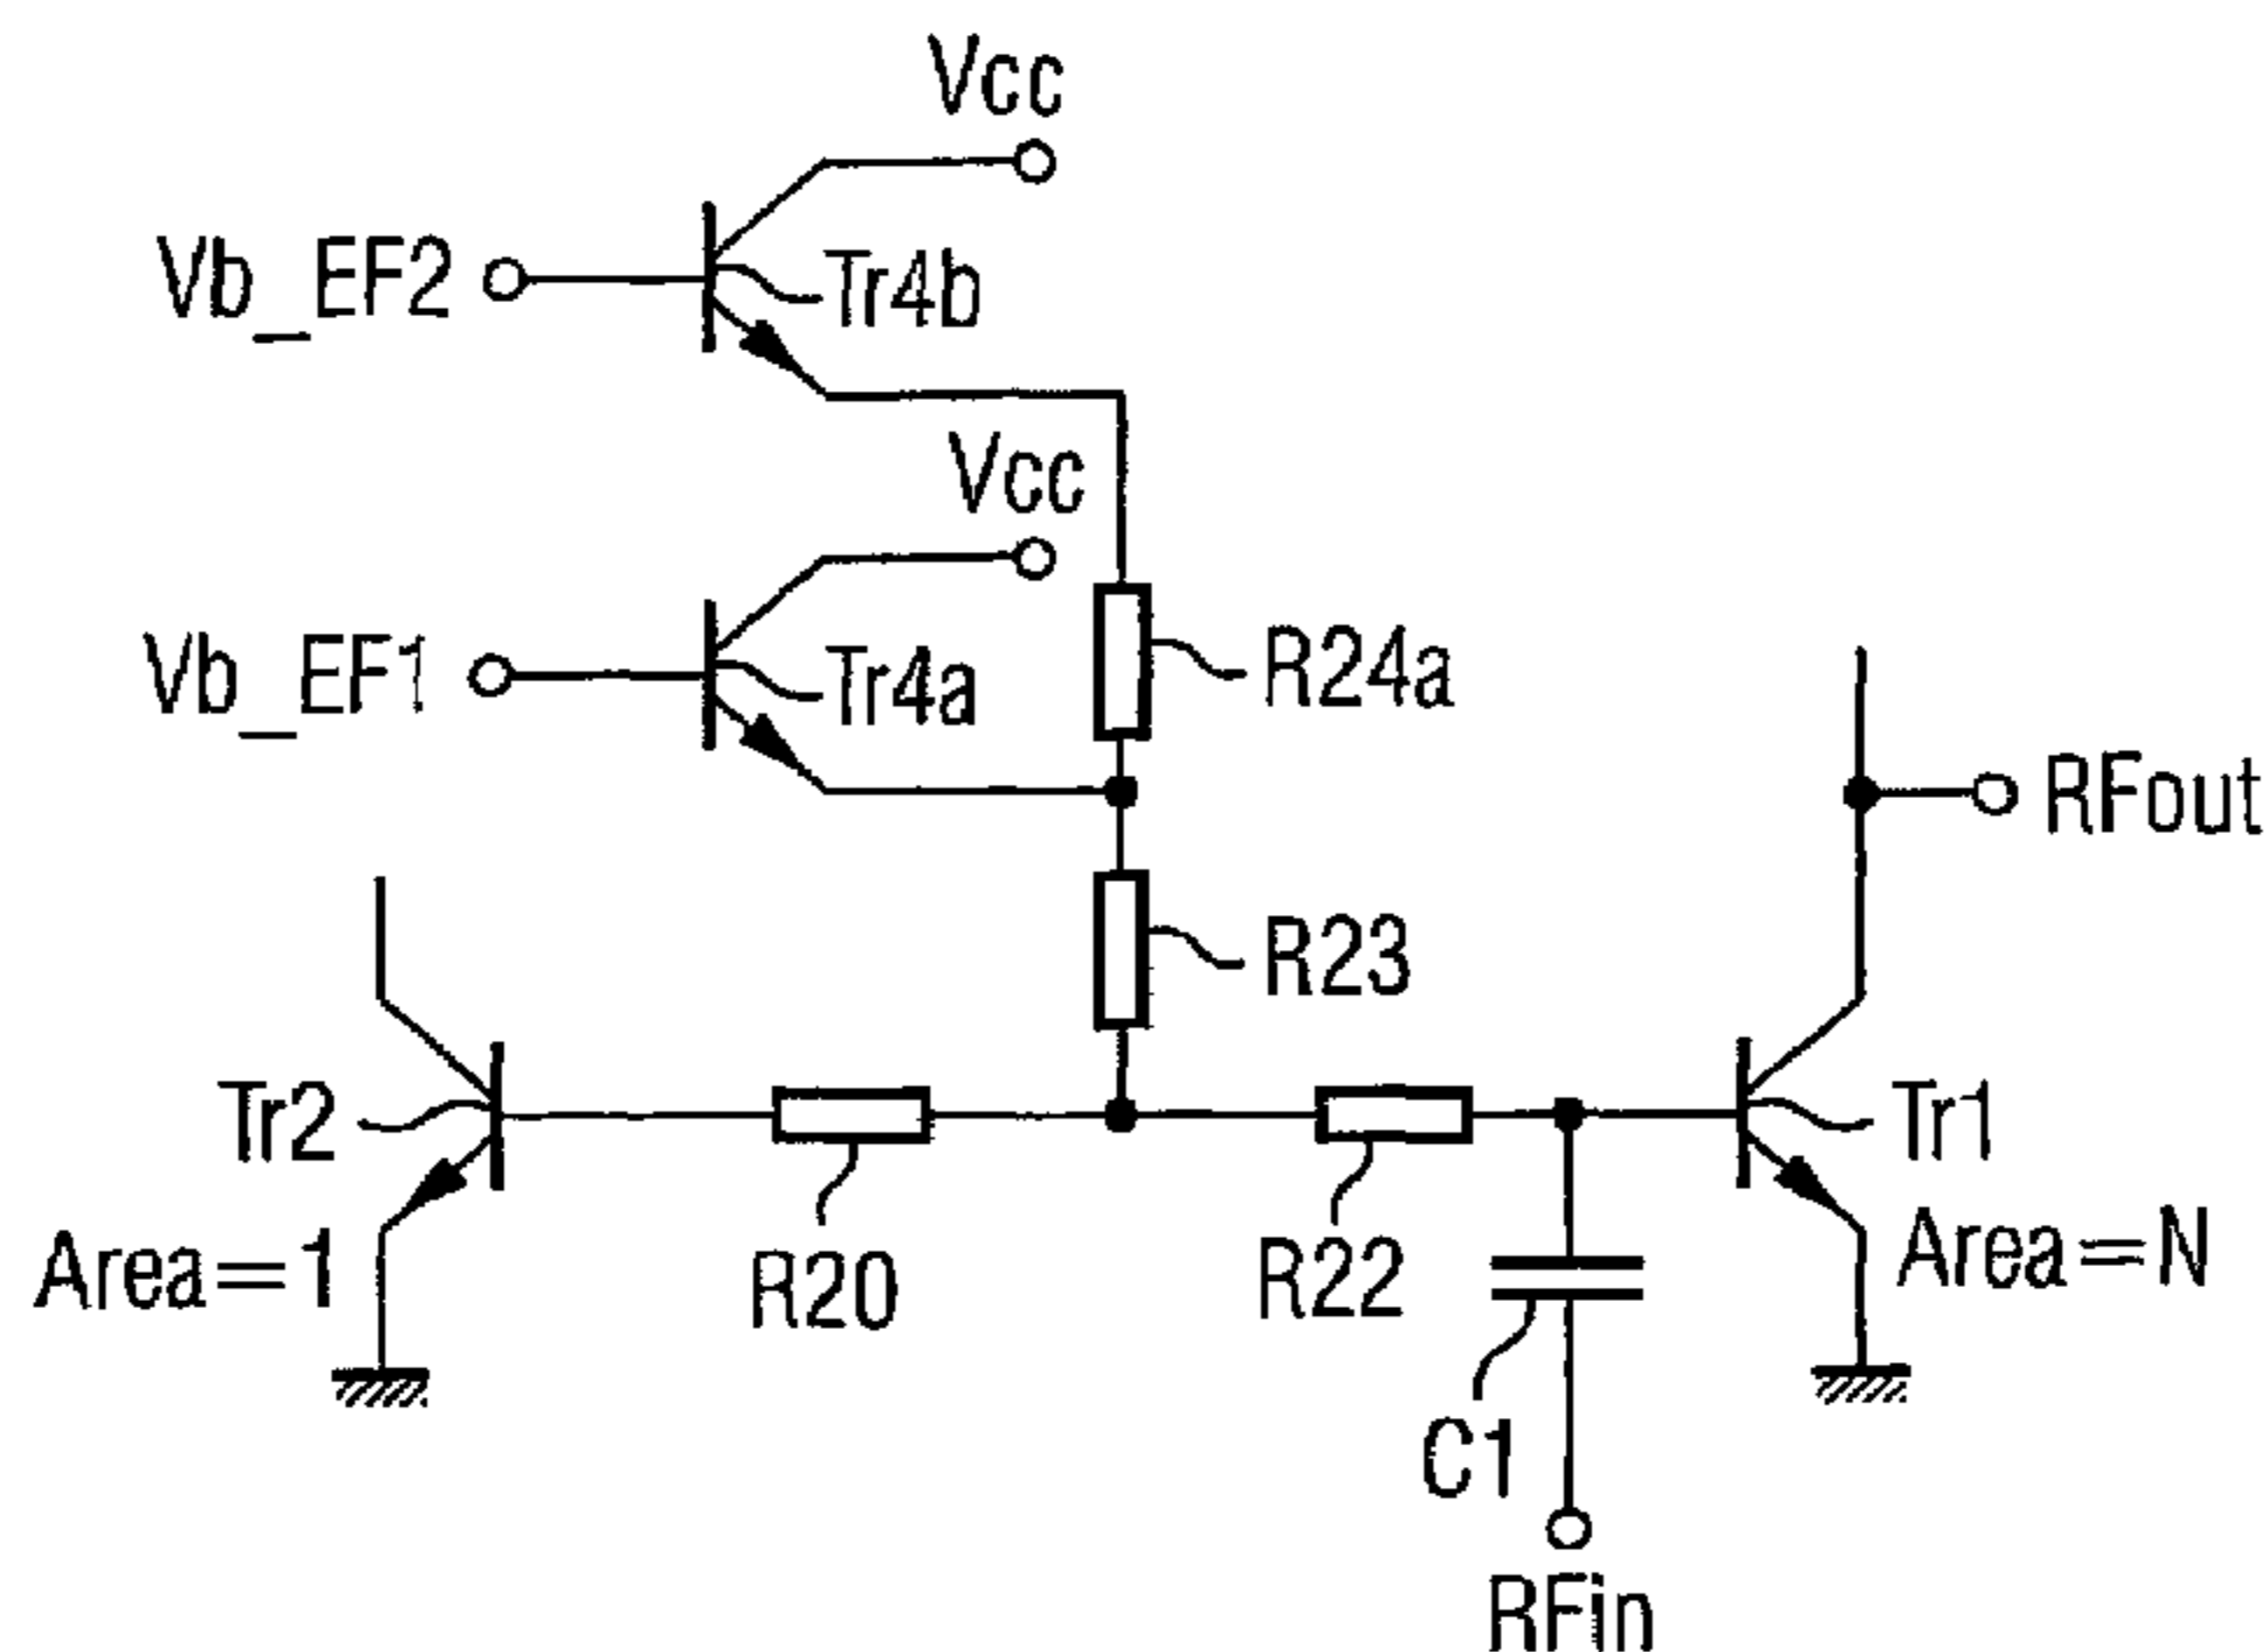 Vcc
Vb_EF2
Tr4b
Vcc
Vb_EF1
Tr4a
R24a
RFout
R23
Tr2
Tr1
Area=1
R20
R22
Area=N
C1
RFin